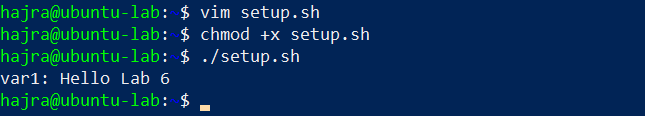 hajra@ubuntu-lab:~$ vim setup.sh
hajra@ubuntu-lab:~$ chmod +x setup.sh
hajra@ubuntu-lab:~$ ./setup.sh
var1: Hello Lab 6
hajra@ubuntu-lab:~$